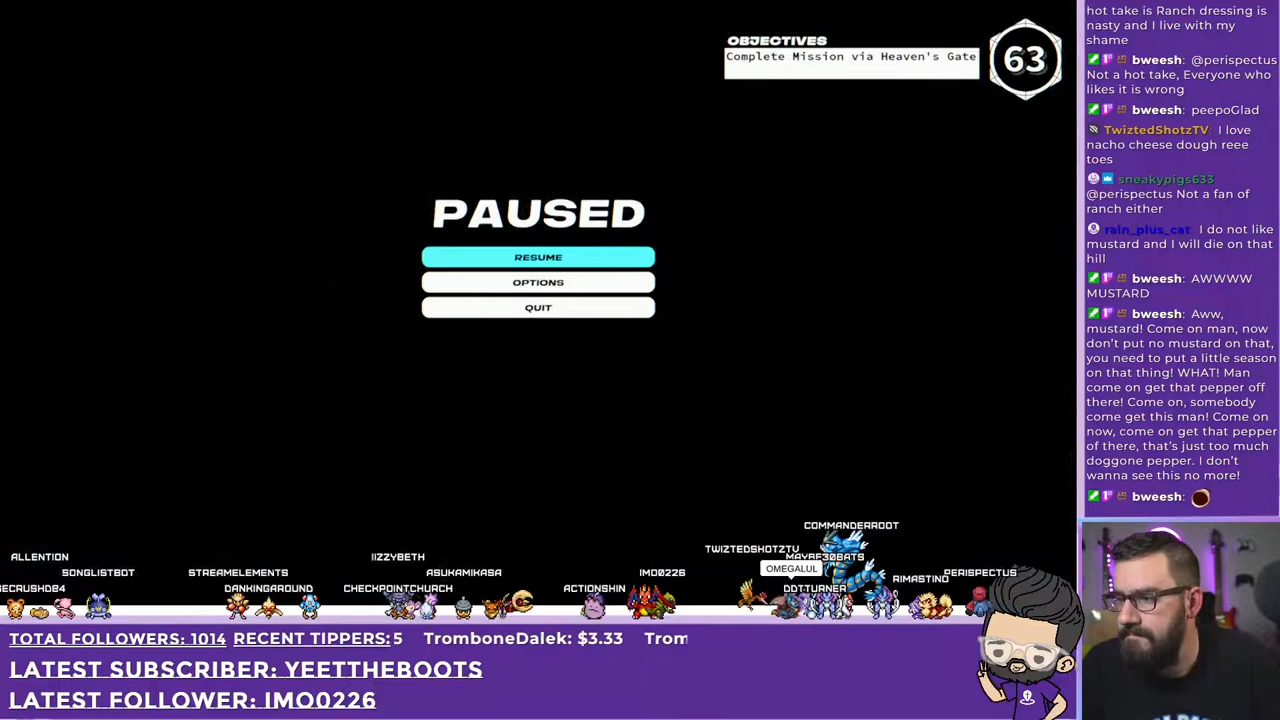 OBJECTIVES
Complete Mission via Heaven's Gate
63
PAUSED
RESUME
OPTIONS
QUIT
hot take is Ranch dressing is
nasty and I live with my
shame
bweesh: @perispectus
Not a hot take, Everyone who
likes it is wrong
bweesh: peepoGlad
TwiztedShotzTV: I love
nacho cheese dough reee
toes
sneakypigs633:
@perispectus Not a fan of
ranch either
rain_plus_cat: I do not like
mustard and I will die on that
hill
bweesh: AWWWW
MUSTARD
bweesh: Aww,
mustard! Come on man, now
don't put no mustard on that,
you need to put a little season
on that thing! WHAT! Man
come on get that pepper off
there! Come on, somebody
come get this man! Come on
now, come on get that pepper
of there, that's just too much
doggone pepper. I don't
wanna see this no more!
bweesh:
COMMANDERROOT
TWIZTEDSHOTZTV
ALLENTION
IIZZYBETH
OMEGALUL
SONGLISTBOT
STREAMELEMENTS
ASUKAMIKASA
IMO0226
RIMASTINO
PERISPECTUS
DANKINGAROUND
CHECKPOINTCHURCH
ACTIONSHIN
DDTTURNER
TOTAL FOLLOWERS: 1014 RECENT TIPPERS: 5 TromboneDalek: $3.33 Trom
LATEST SUBSCRIBER: YEETTHEBOOTS
LATEST FOLLOWER: IMO0226